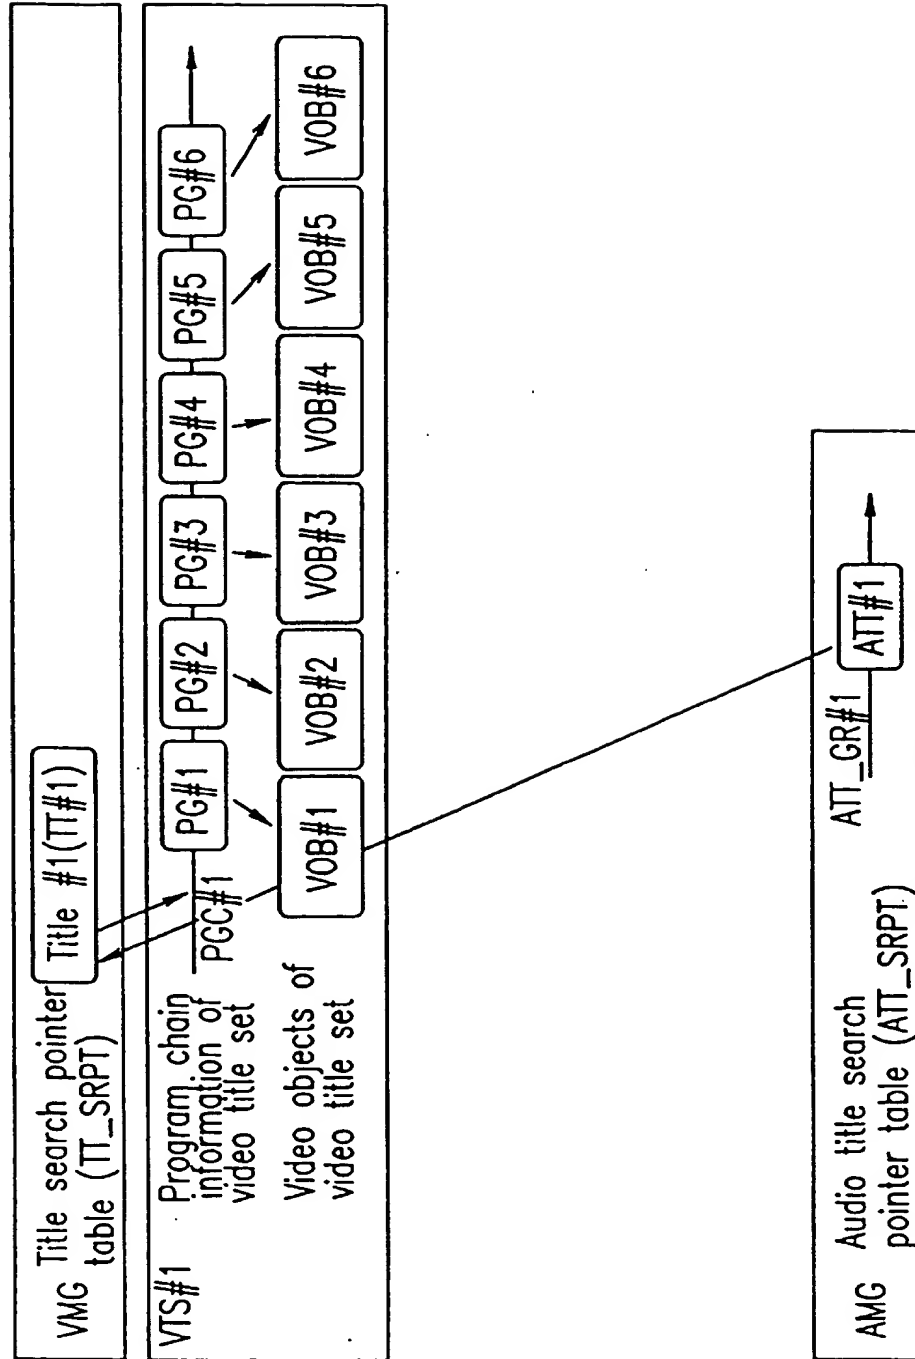 VMG
Title search pointer
table (TT_SRPT)
Title #1(TT#1)
VTS#1
Program chain
information of
video title set
PGC#1
PG#1
PG#2
PG#3
PG#4
PG#5
PG#6
Video objects of
video title set
VOB#1
VOB#2
VOB#3
VOB#4
VOB#5
VOB#6
AMG
Audio title search
pointer table (ATT_SRPT)
ATT_GR#1
ATT#1